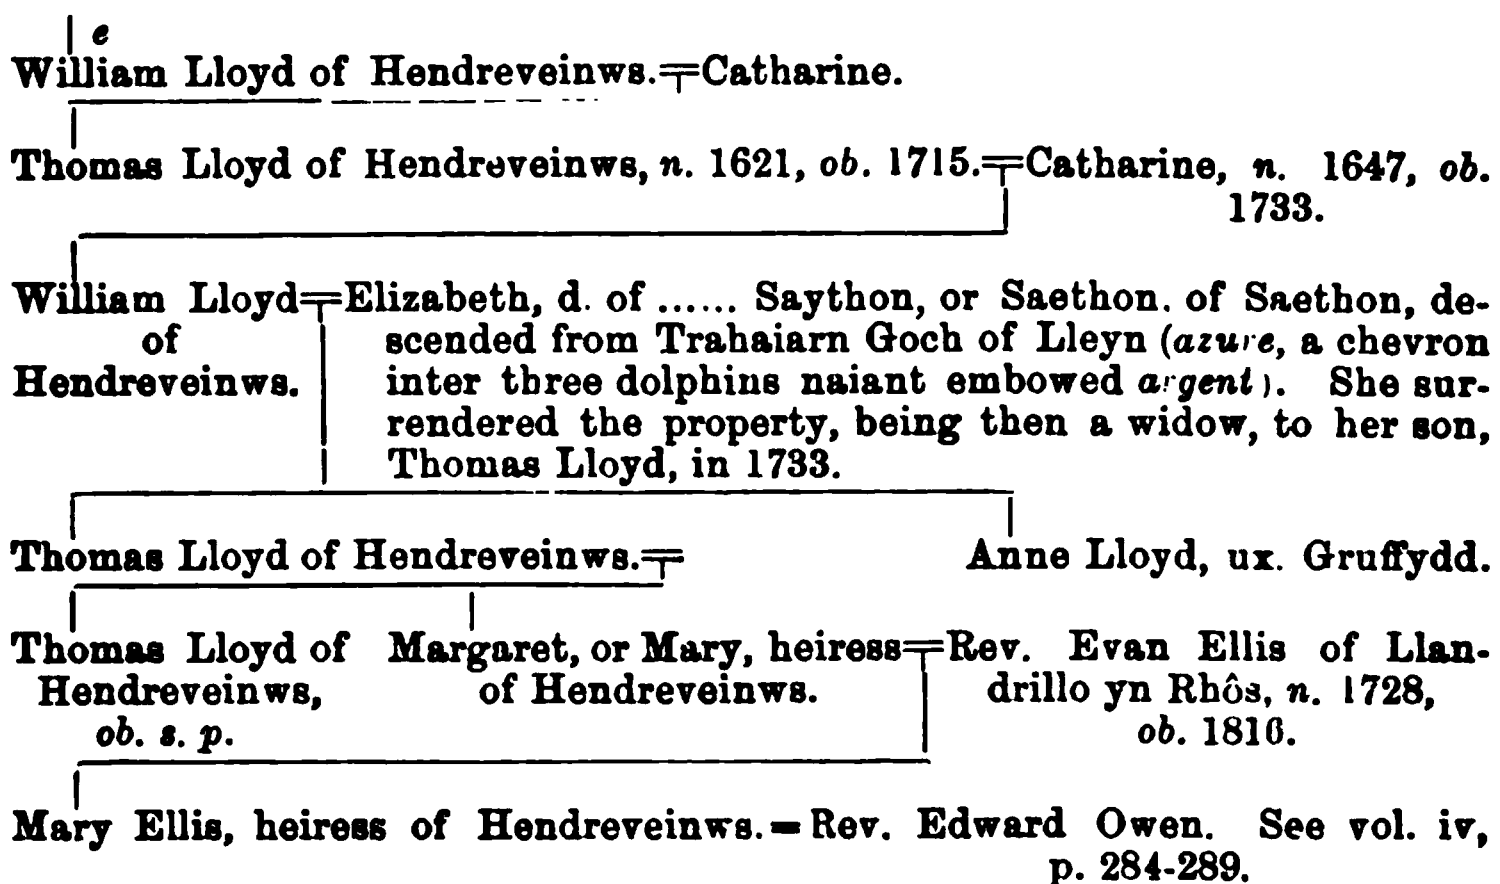 e
William Lloyd of Hendreveinws.=Catharine.
Thomas Lloyd of Hendreveinws, n. 1621, ob. 1715.=Catharine, n. 1647, ob.
1733.
William Lloyd=Elizabeth, d. of ...... Saython, or Saethon. of Saethon, de-
of scended from Trahaiarn Goch of Lleyn (azure, a chevron
Hendreveinws. inter three dolphins naiant embowed argent). She sur-
rendered the property, being then a widow, to her son,
Thomas Lloyd, in 1733.
Thomas Lloyd of Hendreveinws.= Anne Lloyd, ux. Gruffydd.
Thomas Lloyd of Margaret, or Mary, heiress=Rev. Evan Ellis of Llan-
Hendreveinws, of Hendreveinws. drillo yn Rhôs, n. 1728,
ob. s. p. ob. 1810.
Mary Ellis, heiress of Hendreveinws.=Rev. Edward Owen. See vol. iv,
p. 284-289.